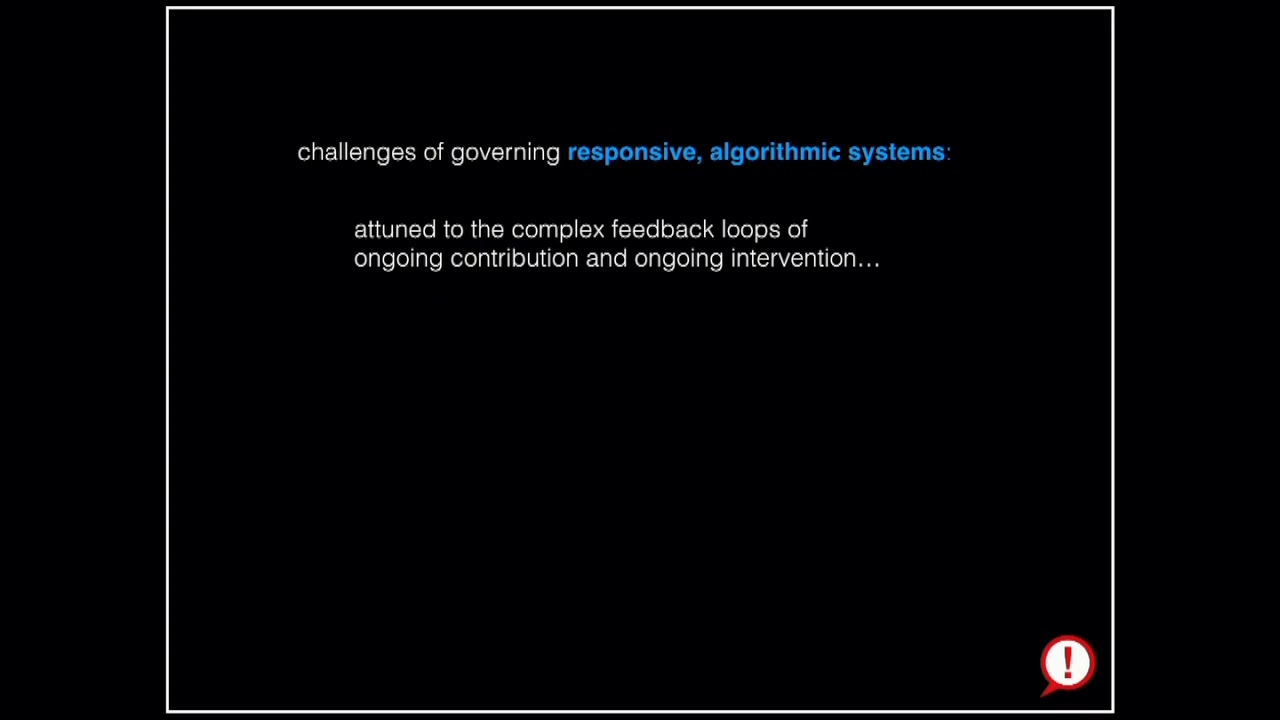 challenges of governing responsive, algorithmic systems:
attuned to the complex feedback loops of
ongoing contribution and ongoing intervention…
!